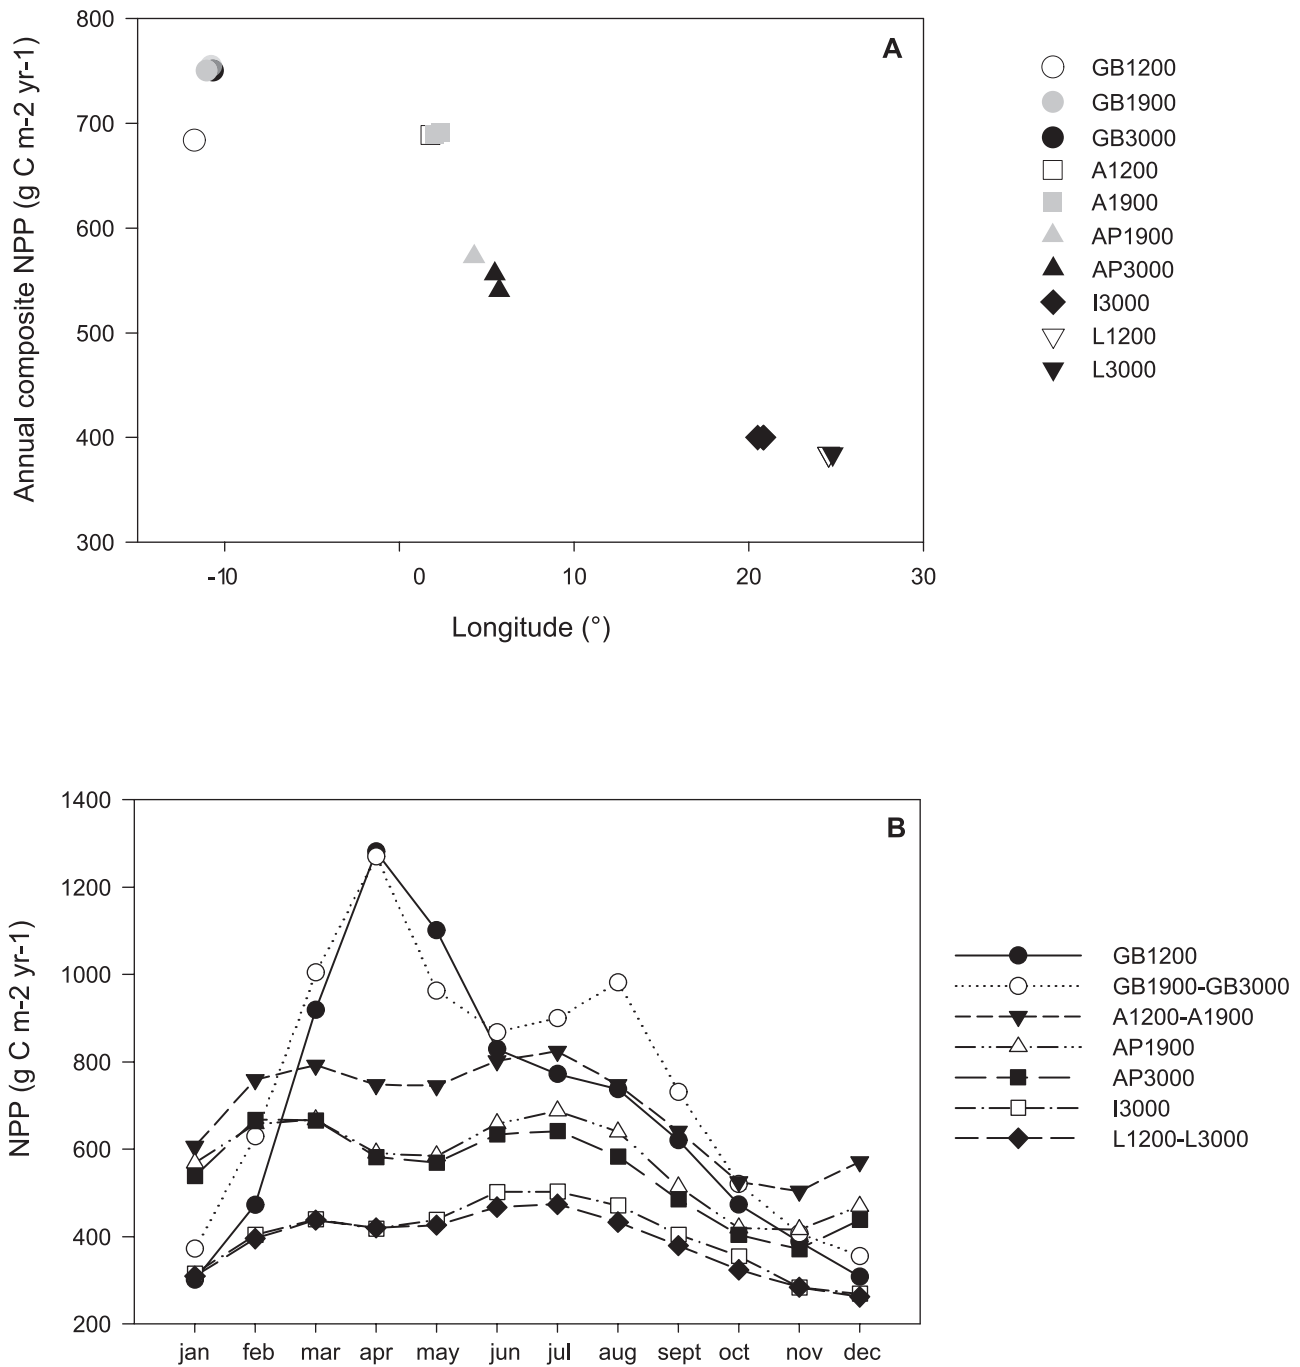 A
Annual composite NPP (g C m-2 yr-1)
800
700
600
500
400
300
-10
0
10
20
30
Longitude (°)
GB1200
GB1900
GB3000
A1200
A1900
AP1900
AP3000
I3000
L1200
L3000
B
NPP (g C m-2 yr-1)
1400
1200
1000
800
600
400
200
jan
feb
mar
apr
may
jun
jul
aug
sept
oct
nov
dec
GB1200
GB1900-GB3000
A1200-A1900
AP1900
AP3000
I3000
L1200-L3000